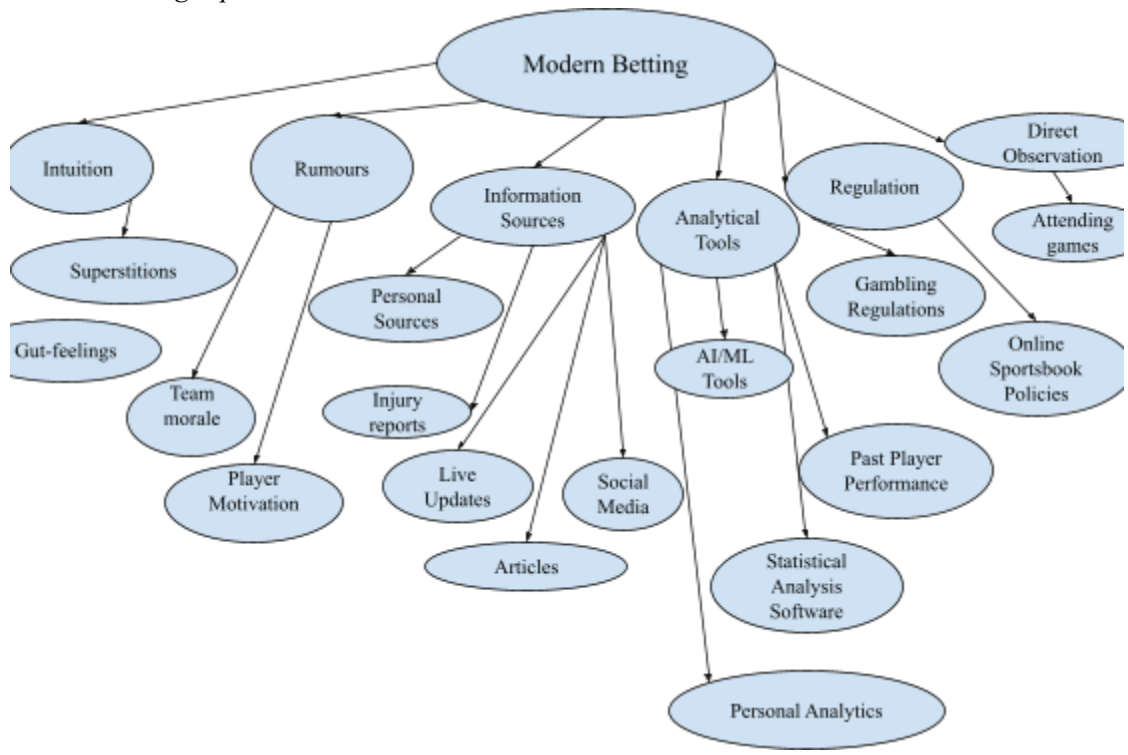 Modern Betting
Intuition
Rumours
Information
Sources
Analytical
Tools
Regulation
Direct
Observation
Attending
games
Superstitions
Gut-feelings
Personal
Sources
Gambling
Regulations
Online
Sportsbook
Policies
AI/ML
Tools
Team
morale
Injury
reports
Player
Motivation
Live
Updates
Social
Media
Past Player
Performance
Articles
Statistical
Analysis
Software
Personal Analytics